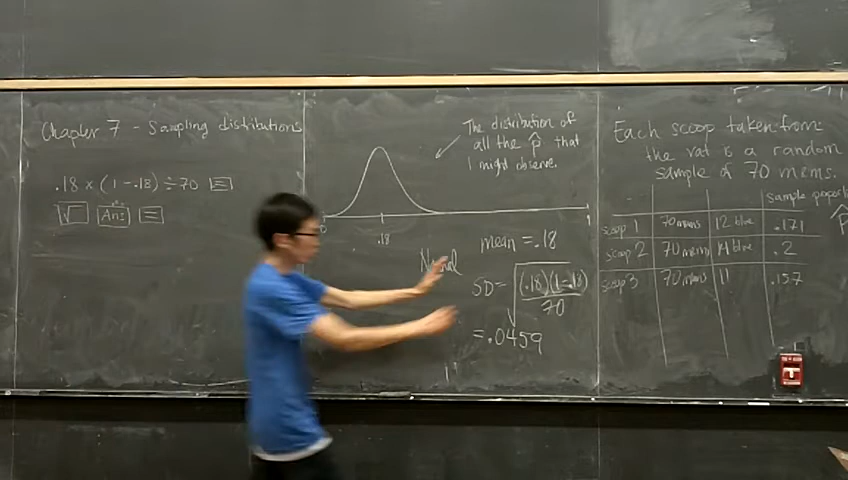 Chapter 7 - Sampling distributions
.18 × (1-.18) ÷ 70 =
√ Ans =
The distribution of
all the p̂ that
I might observe.
0 .18 1
Normal
mean = .18
SD = √((.18)(1-.18)/70)
= .0459
Each scoop taken from
the vat is a random
sample of 70 mems.
sample proportion
p̂
scoop 1 70 mms 12 blue .171
scoop 2 70 mems 14 blue .2
scoop 3 70 mms 11 .157